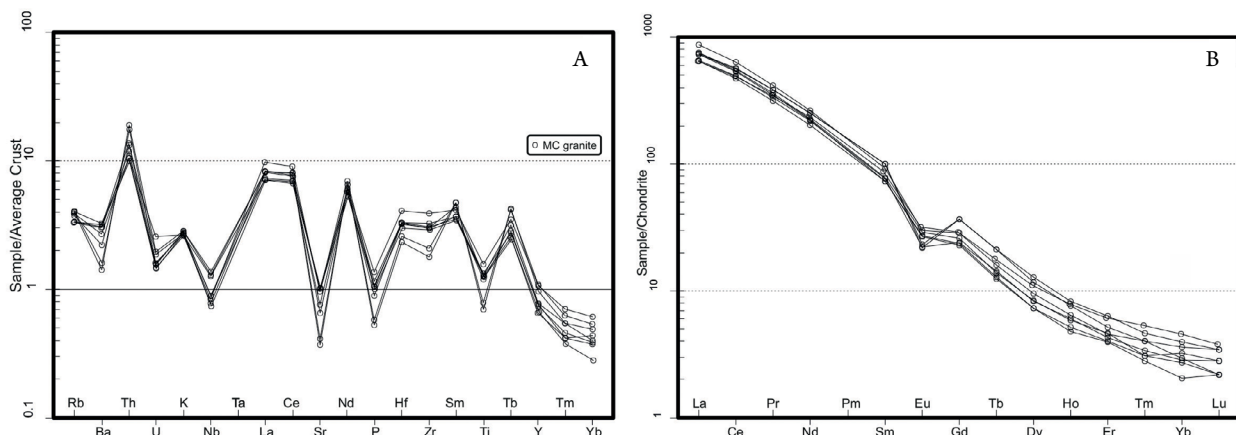 100
10
1
0.1
Sample/Average Crust
A
MC granite
Rb Th K Ta La Ce Nd Hf Sm Tb Tm
Ba U Nb La Sr P Zr Ti Y Yb
1000
100
10
1
Sample/Chondrite
B
La Pr Pm Eu Tb Ho Tm Lu
Ce Nd Sm Gd Dy Er Yb